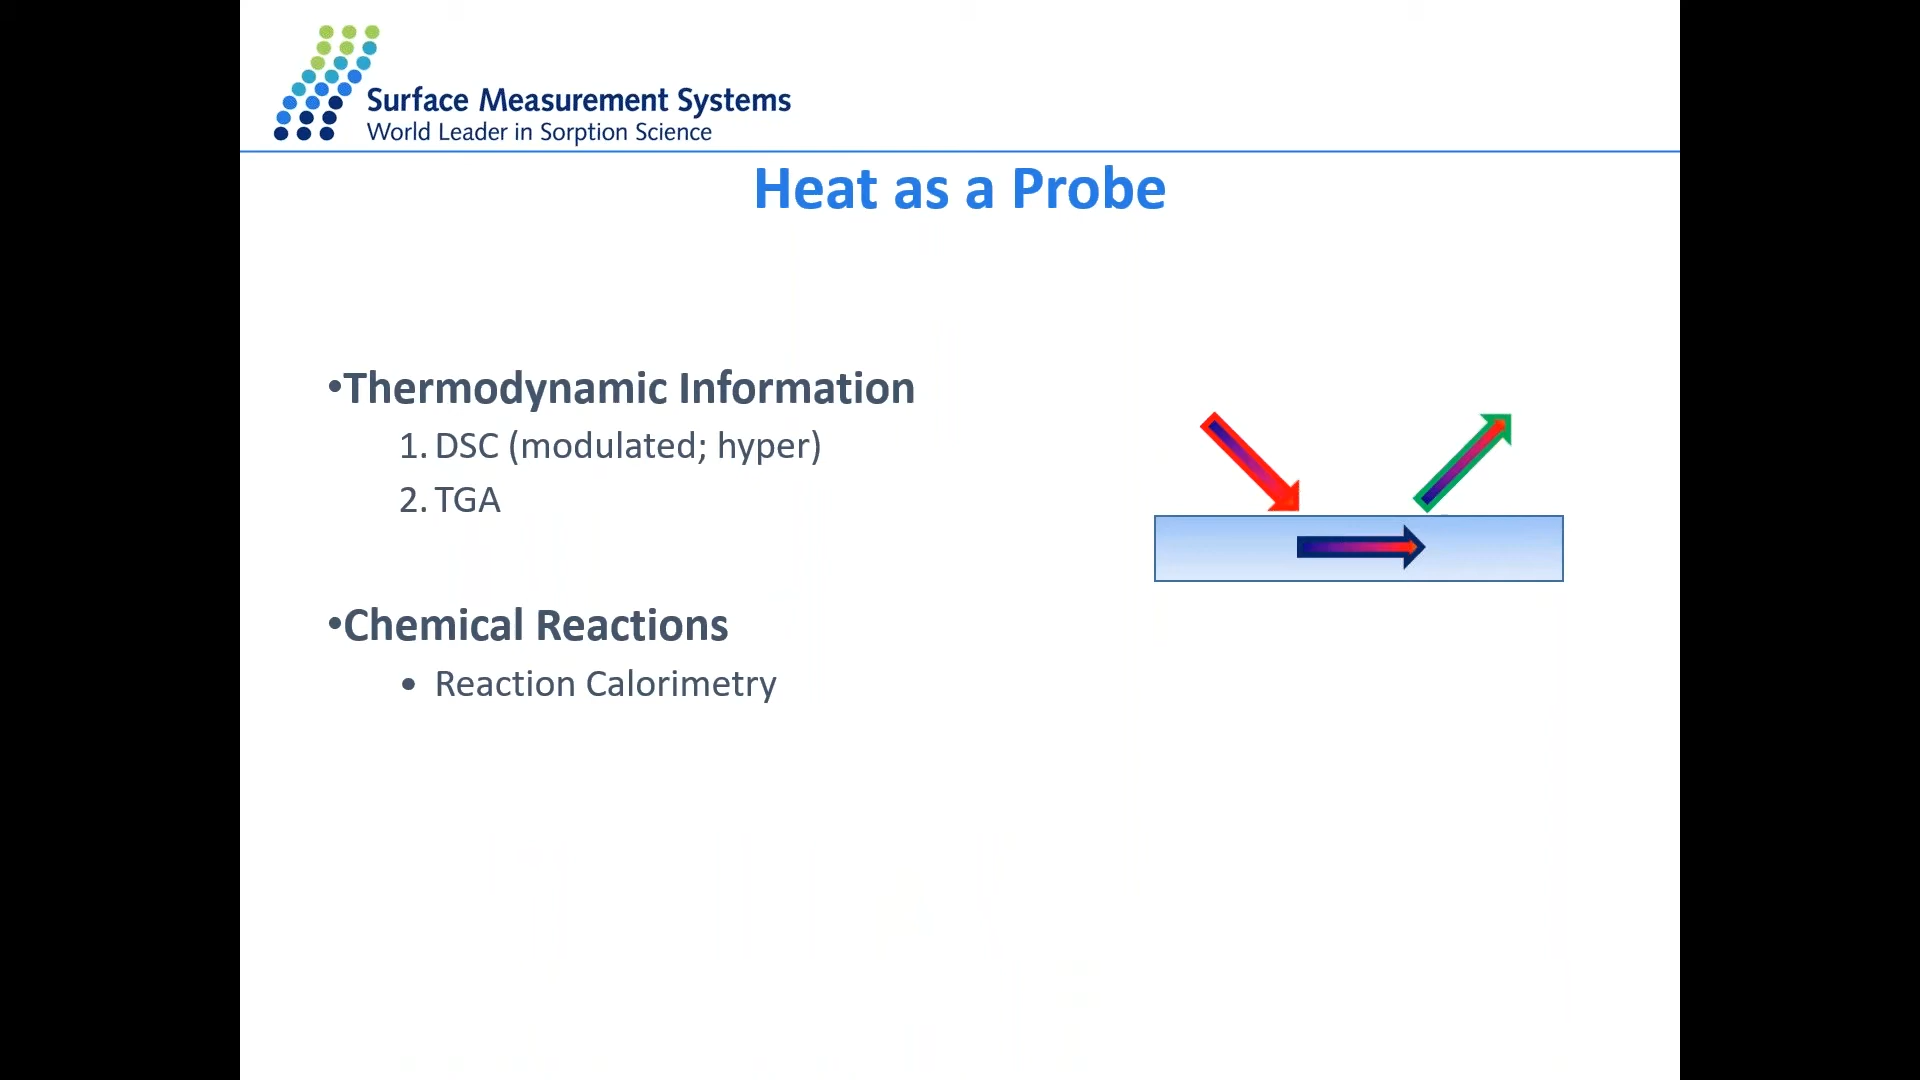 Surface Measurement Systems
World Leader in Sorption Science
Heat as a Probe
•Thermodynamic Information
1. DSC (modulated; hyper)
2. TGA
•Chemical Reactions
• Reaction Calorimetry